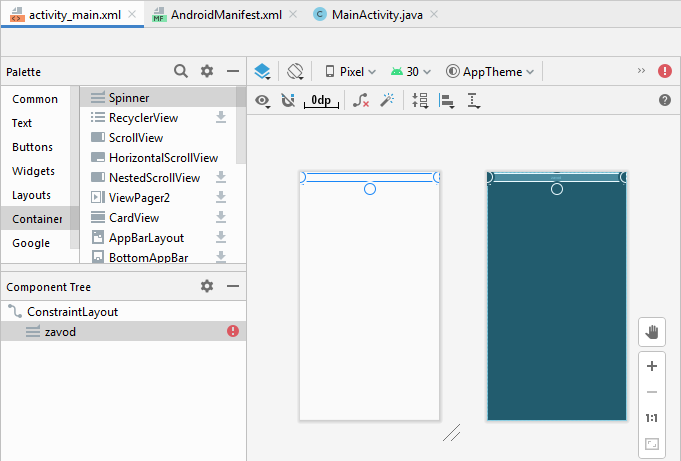 activity_main.xml AndroidManifest.xml MainActivity.java
Palette
Pixel 30 AppTheme
Common
Text
Buttons
Widgets
Layouts
Container
Google
Spinner
RecyclerView
ScrollView
HorizontalScrollView
NestedScrollView
ViewPager2
CardView
AppBarLayout
BottomAppBar
0dp
Component Tree
ConstraintLayout
zavod
1:1